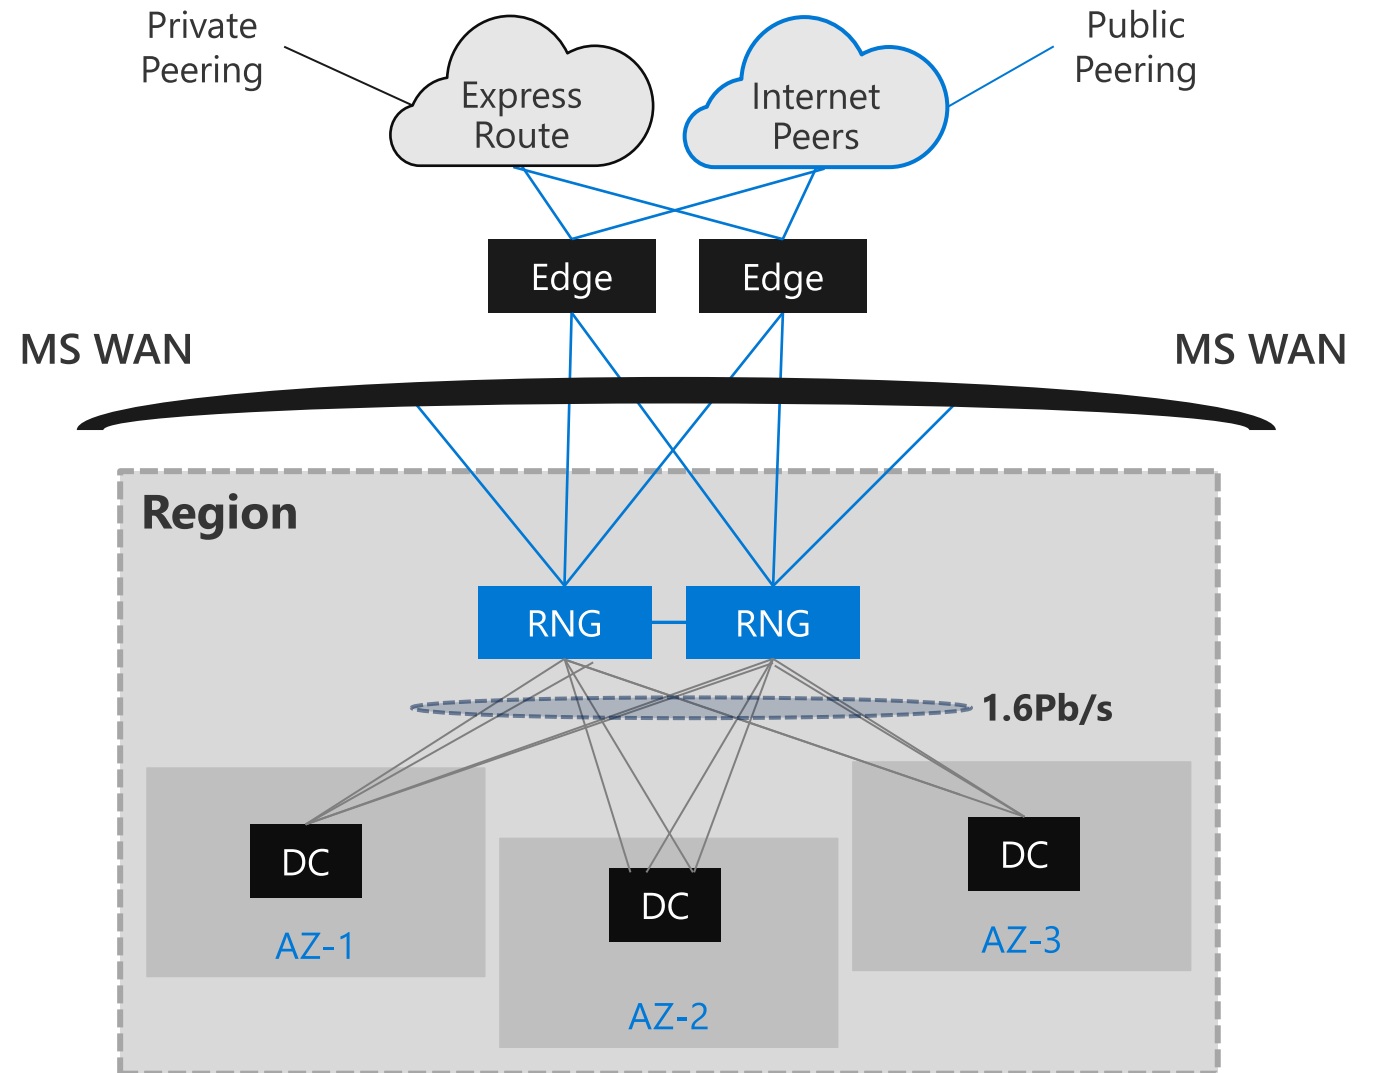 Private
Peering
Express
Route
Internet
Peers
Public
Peering
Edge
Edge
MS WAN
MS WAN
Region
RNG
RNG
1.6Pb/s
DC
AZ-1
DC
AZ-2
DC
AZ-3